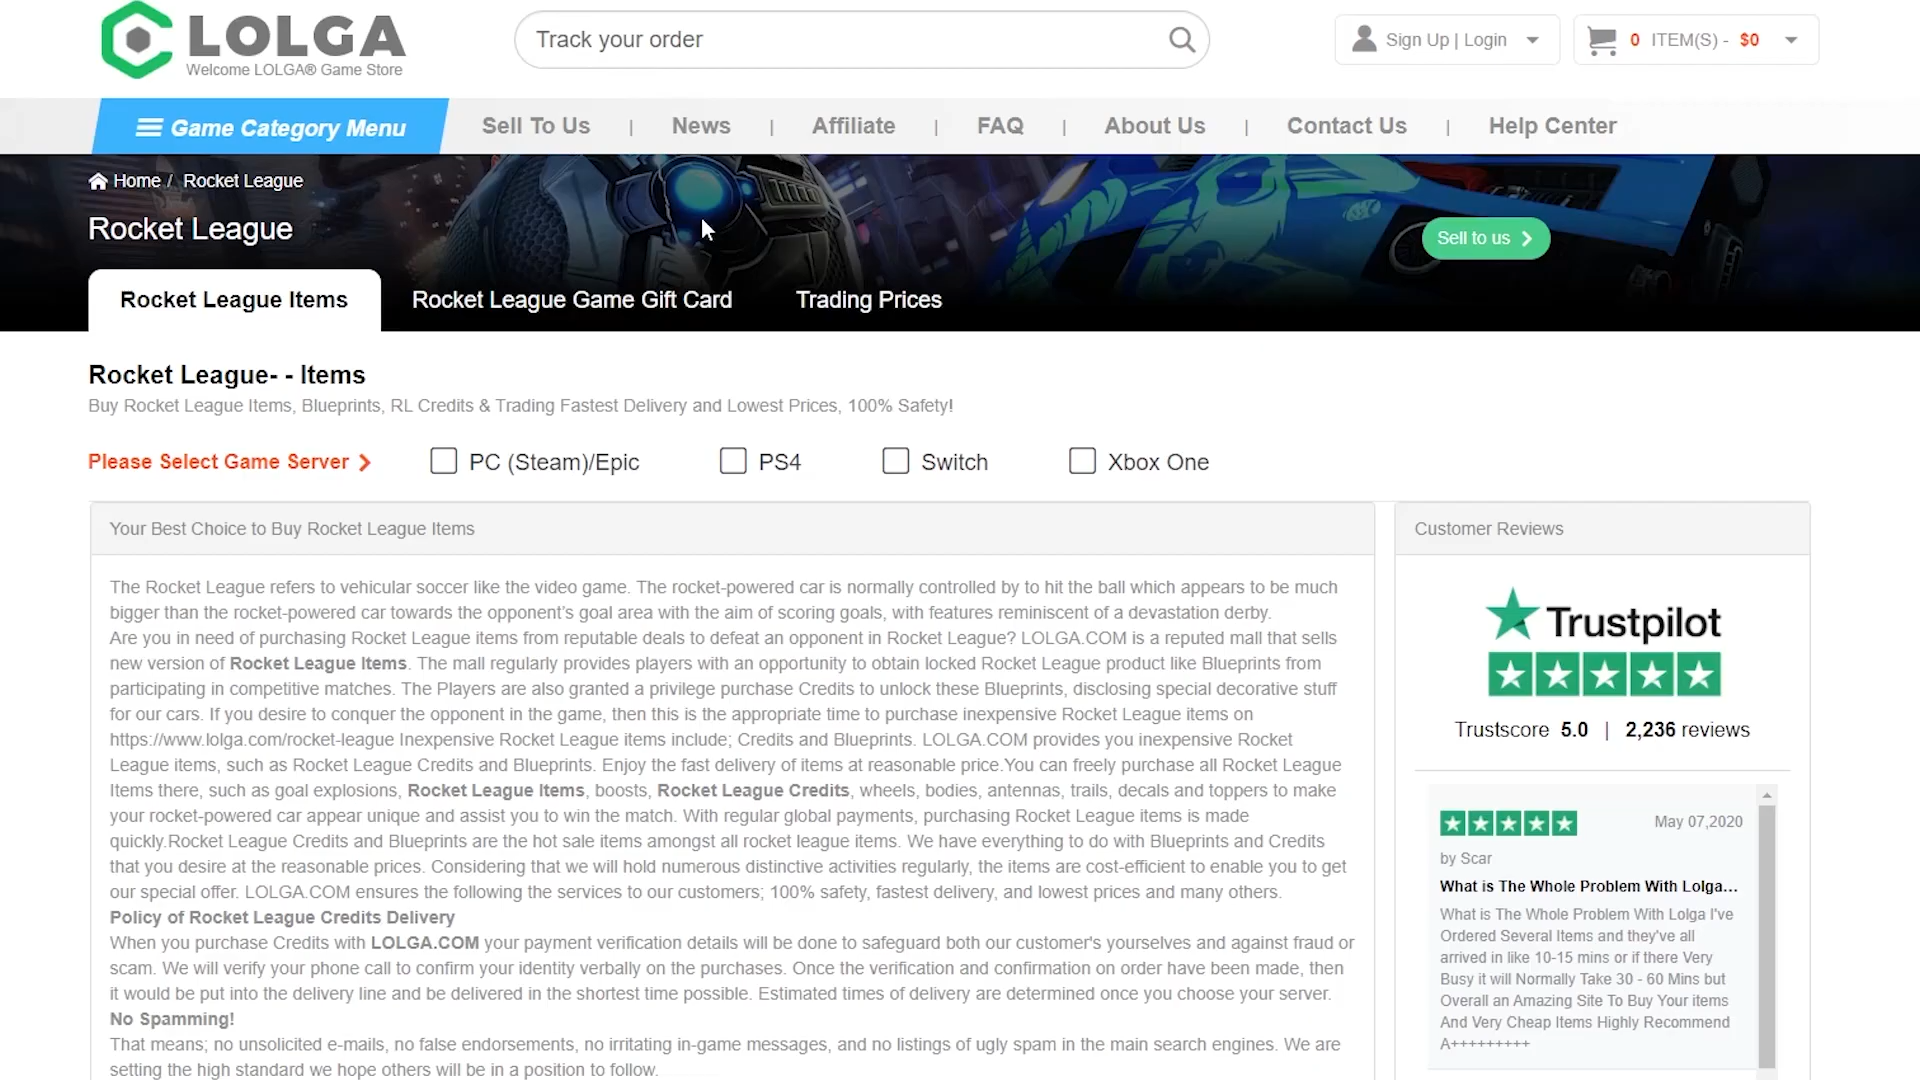 LOLGA
Welcome LOLGA® Game Store
Track your order
Sign Up | Login
0 ITEM(S) - $0
Game Category Menu
Sell To Us | News | Affiliate | FAQ | About Us | Contact Us | Help Center
Home / Rocket League
Rocket League
Sell to us
Rocket League Items
Rocket League Game Gift Card
Trading Prices
Rocket League- - Items
Buy Rocket League Items, Blueprints, RL Credits & Trading Fastest Delivery and Lowest Prices, 100% Safety!
Please Select Game Server
PC (Steam)/Epic
PS4
Switch
Xbox One
Your Best Choice to Buy Rocket League Items
The Rocket League refers to vehicular soccer like the video game. The rocket-powered car is normally controlled by to hit the ball which appears to be much
bigger than the rocket-powered car towards the opponent's goal area with the aim of scoring goals, with features reminiscent of a devastation derby.
Are you in need of purchasing Rocket League items from reputable deals to defeat an opponent in Rocket League? LOLGA.COM is a reputed mall that sells
new version of Rocket League Items. The mall regularly provides players with an opportunity to obtain locked Rocket League product like Blueprints from
participating in competitive matches. The Players are also granted a privilege purchase Credits to unlock these Blueprints, disclosing special decorative stuff
for our cars. If you desire to conquer the opponent in the game, then this is the appropriate time to purchase inexpensive Rocket League items on
https://www.lolga.com/rocket-league Inexpensive Rocket League items include; Credits and Blueprints. LOLGA.COM provides you inexpensive Rocket
League items, such as Rocket League Credits and Blueprints. Enjoy the fast delivery of items at reasonable price.You can freely purchase all Rocket League
Items there, such as goal explosions, Rocket League Items, boosts, Rocket League Credits, wheels, bodies, antennas, trails, decals and toppers to make
your rocket-powered car appear unique and assist you to win the match. With regular global payments, purchasing Rocket League items is made
quickly.Rocket League Credits and Blueprints are the hot sale items amongst all rocket league items. We have everything to do with Blueprints and Credits
that you desire at the reasonable prices. Considering that we will hold numerous distinctive activities regularly, the items are cost-efficient to enable you to get
our special offer. LOLGA.COM ensures the following the services to our customers; 100% safety, fastest delivery, and lowest prices and many others.
Policy of Rocket League Credits Delivery
When you purchase Credits with LOLGA.COM your payment verification details will be done to safeguard both our customer's yourselves and against fraud or
scam. We will verify your phone call to confirm your identity verbally on the purchases. Once the verification and confirmation on order have been made, then
it would be put into the delivery line and be delivered in the shortest time possible. Estimated times of delivery are determined once you choose your server.
No Spamming!
That means; no unsolicited e-mails, no false endorsements, no irritating in-game messages, and no listings of ugly spam in the main search engines. We are
setting the high standard we hope others will be in a position to follow.
Customer Reviews
Trustpilot
Trustscore 5.0 | 2,236 reviews
May 07,2020
by Scar
What is The Whole Problem With Lolga...
What is The Whole Problem With Lolga I've
Ordered Several Items and they've all
arrived in like 10-15 mins or if there Very
Busy it will Normally Take 30 - 60 Mins but
Overall an Amazing Site To Buy Your items
And Very Cheap Items Highly Recommend
A+++++++++